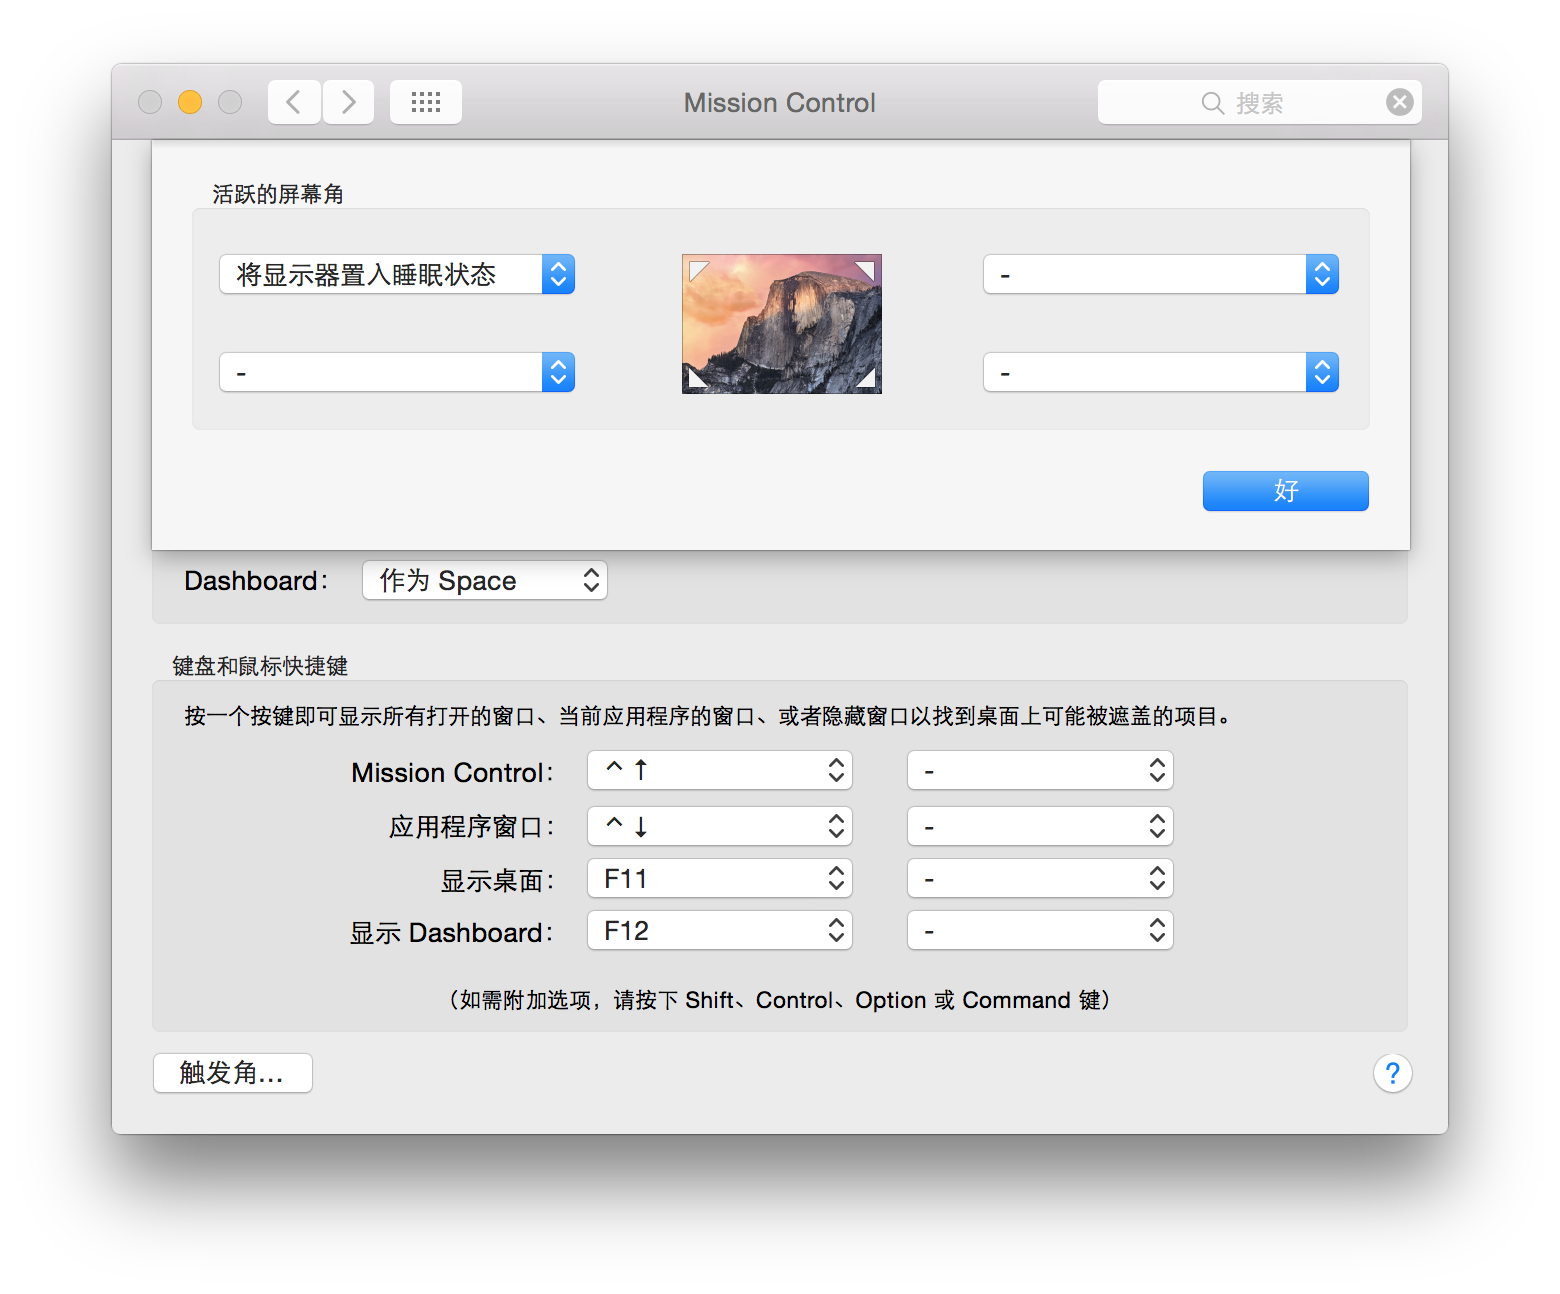 Mission Control
搜索
活跃的屏幕角
将显示器置入睡眠状态
-
-
-
好
Dashboard：
作为 Space
键盘和鼠标快捷键
按一个按键即可显示所有打开的窗口、当前应用程序的窗口、或者隐藏窗口以找到桌面上可能被遮盖的项目。
Mission Control： ^ ↑ -
应用程序窗口： ^ ↓ -
显示桌面： F11 -
显示 Dashboard： F12 -
（如需附加选项，请按下 Shift、Control、Option 或 Command 键）
触发角...
?